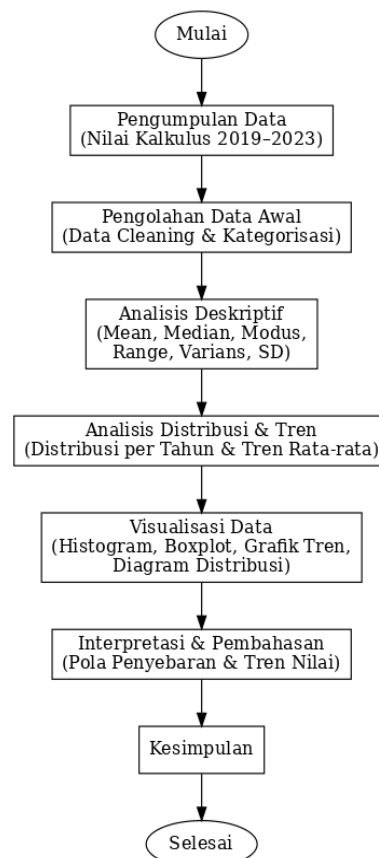 Mulai
Pengumpulan Data
(Nilai Kalkulus 2019–2023)
Pengolahan Data Awal
(Data Cleaning & Kategorisasi)
Analisis Deskriptif
(Mean, Median, Modus,
Range, Varians, SD)
Analisis Distribusi & Tren
(Distribusi per Tahun & Tren Rata-rata)
Visualisasi Data
(Histogram, Boxplot, Grafik Tren,
Diagram Distribusi)
Interpretasi & Pembahasan
(Pola Penyebaran & Tren Nilai)
Kesimpulan
Selesai